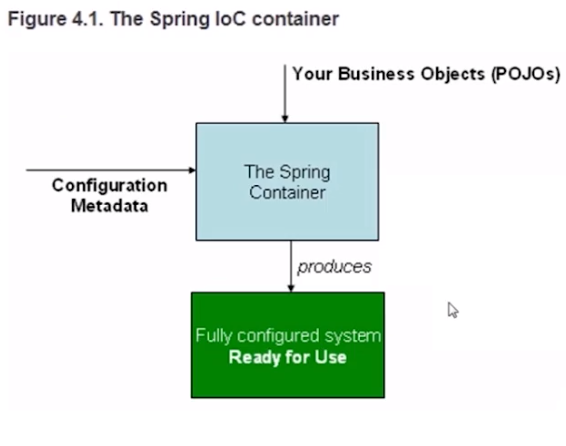 Figure 4.1. The Spring IoC container
Your Business Objects (POJOs)
The Spring
Container
Configuration
Metadata
produces
Fully configured system
Ready for Use